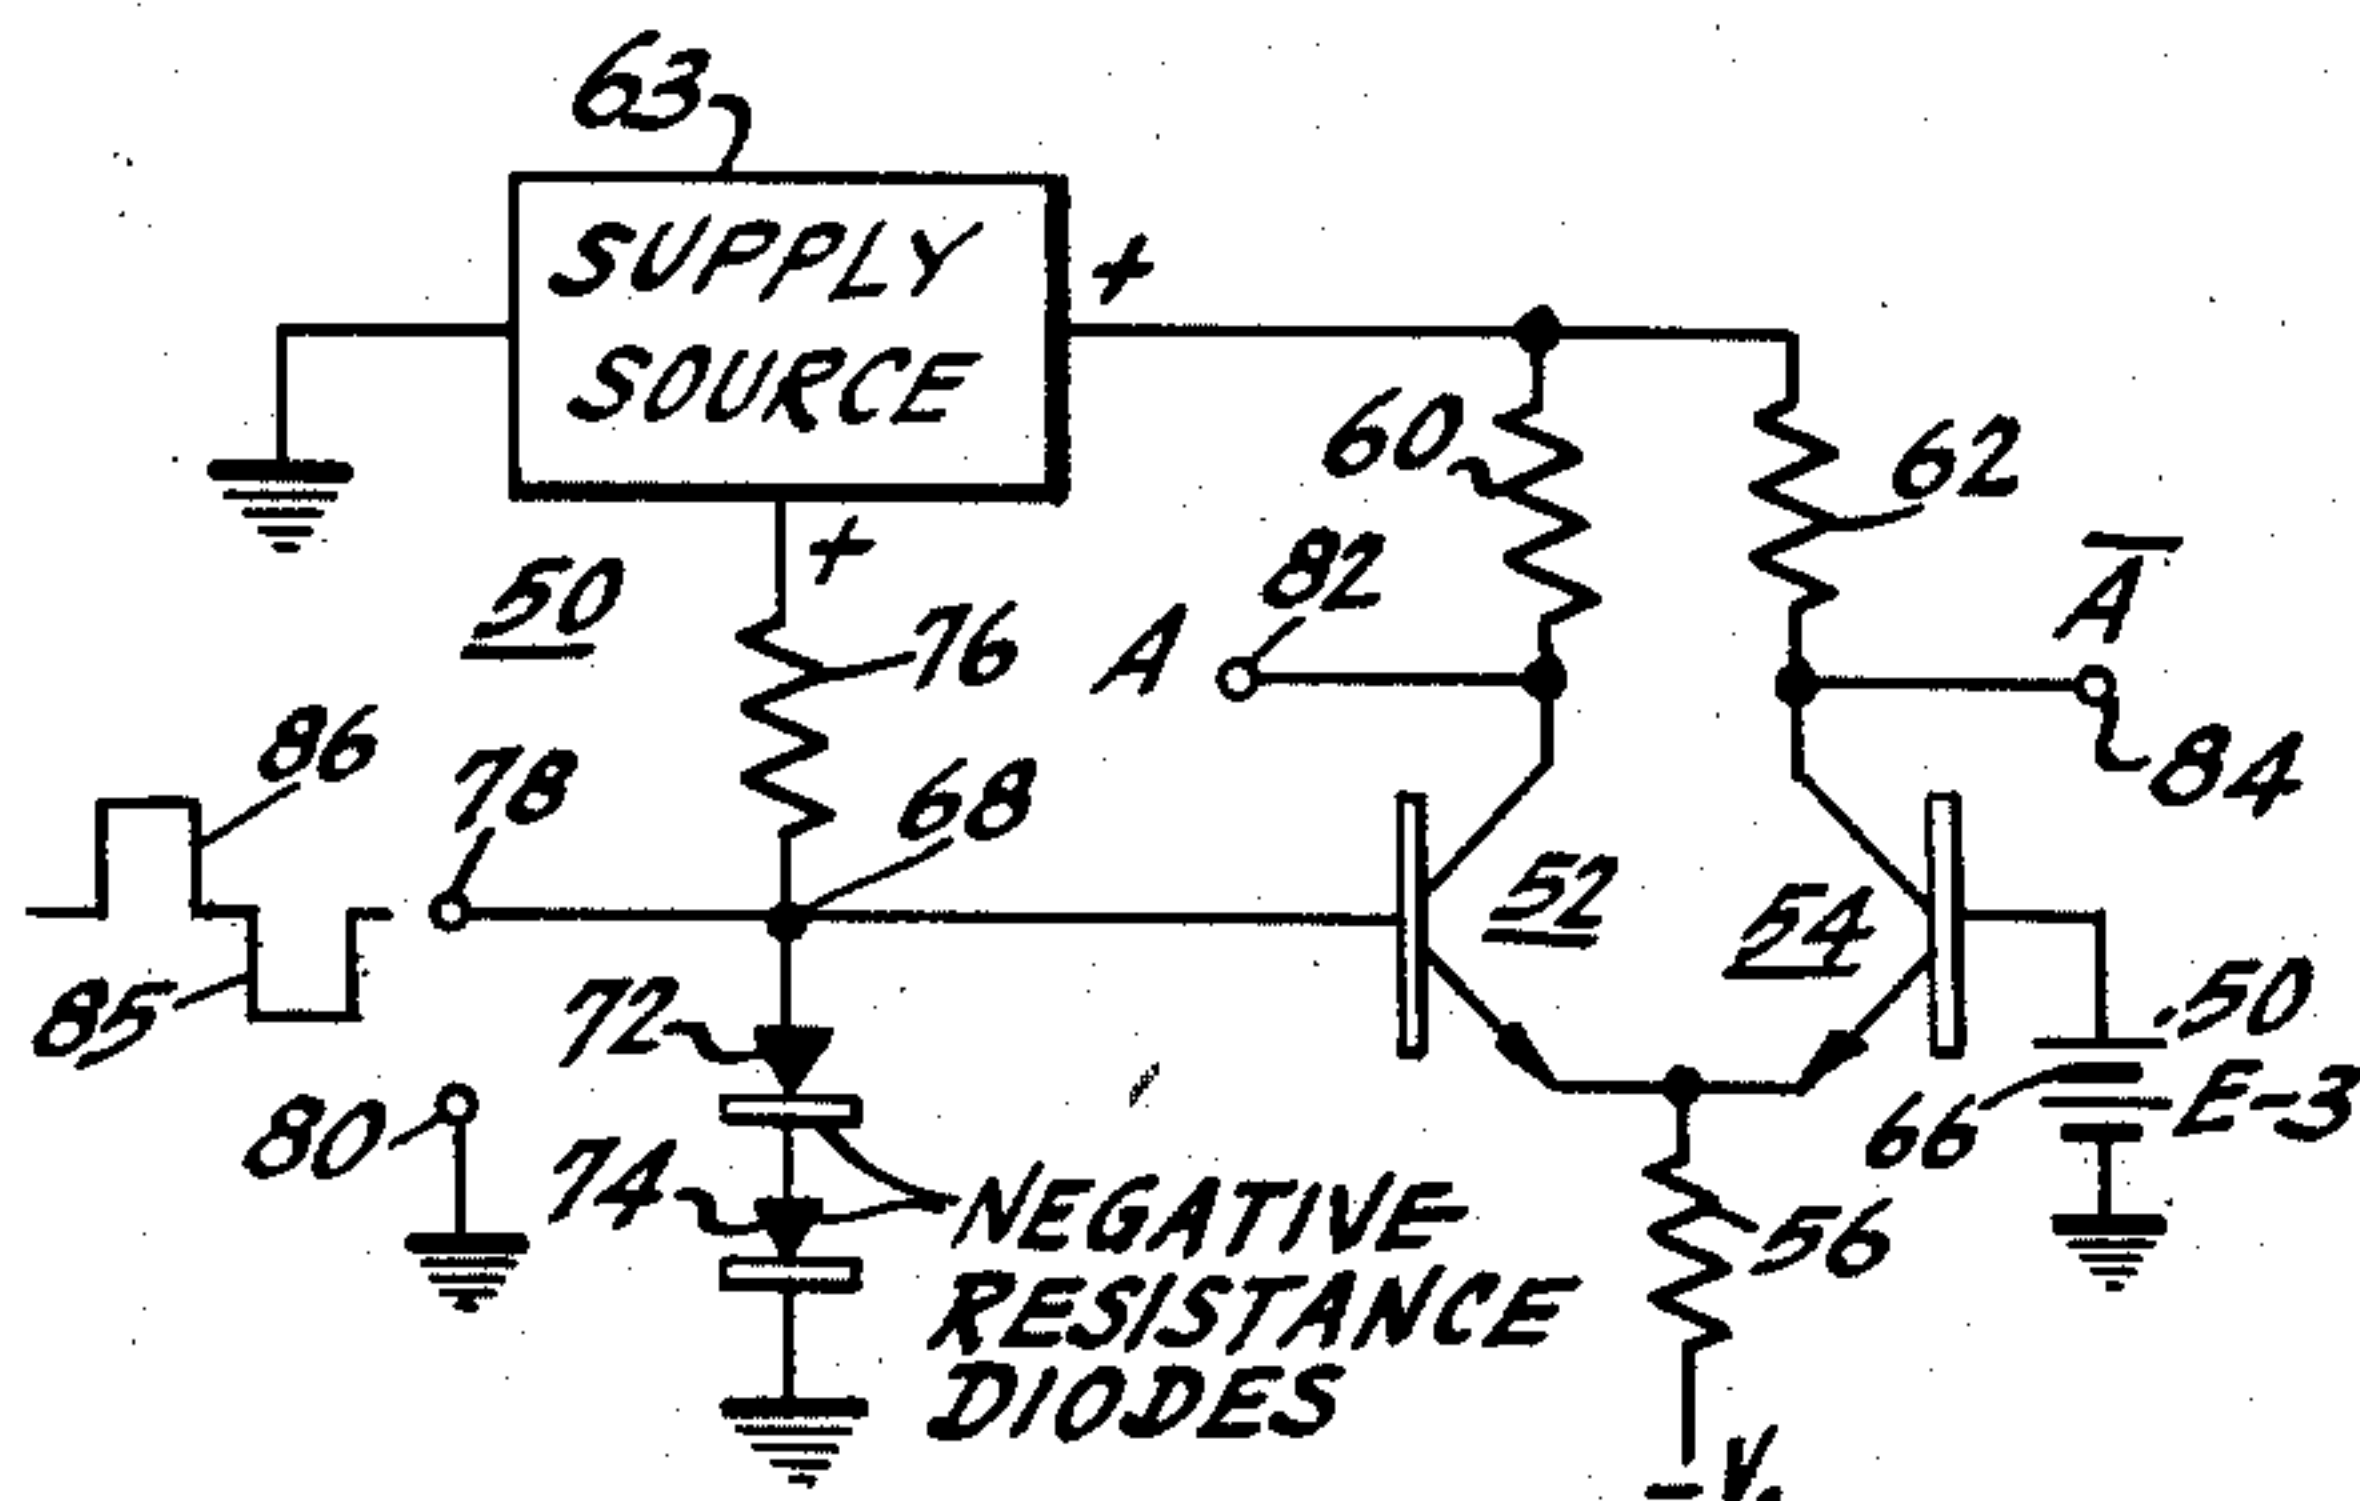 63
SUPPLY
SOURCE
+
+
60
62
50
82
A
A̅
76
86
78
68
84
52
54
85
72
.50
E-3
80
74
66
NEGATIVE
RESISTANCE
DIODES
56